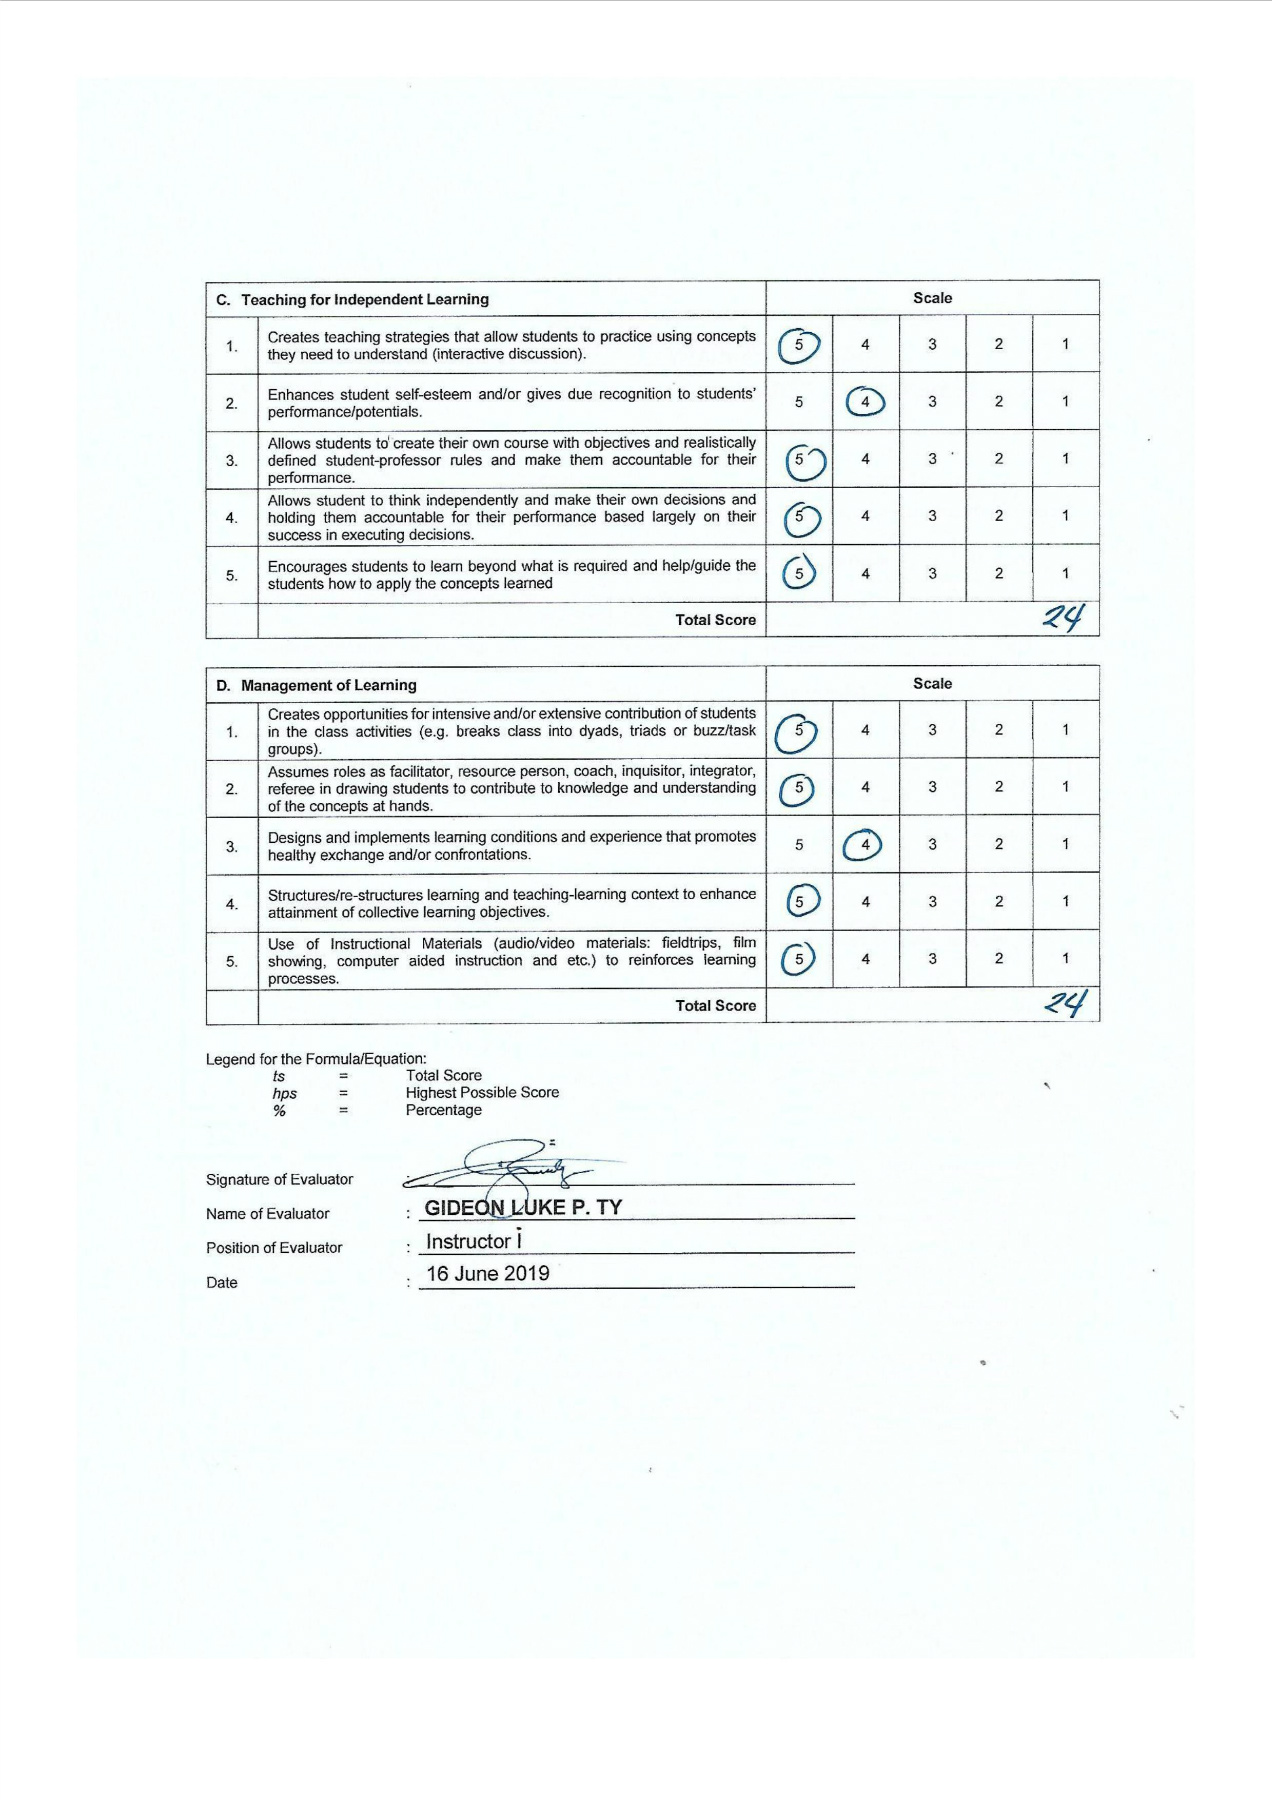 C. Teaching for Independent Learning Scale
1. Creates teaching strategies that allow students to practice using concepts
they need to understand (interactive discussion). 5 4 3 2 1
2. Enhances student self-esteem and/or gives due recognition to students'
performance/potentials. 5 4 3 2 1
Allows students to create their own course with objectives and realistically
3. defined student-professor rules and make them accountable for their 5 4 3 2 1
performance.
Allows student to think independently and make their own decisions and
4. holding them accountable for their performance based largely on their 5 4 3 2 1
success in executing decisions.
5. Encourages students to learn beyond what is required and help/guide the
students how to apply the concepts learned 5 4 3 2 1
Total Score 24
D. Management of Learning Scale
Creates opportunities for intensive and/or extensive contribution of students
1. in the class activities (e.g. breaks class into dyads, triads or buzz/task 5 4 3 2 1
groups).
Assumes roles as facilitator, resource person, coach, inquisitor, integrator,
2. referee in drawing students to contribute to knowledge and understanding 5 4 3 2 1
of the concepts at hands.
3. Designs and implements learning conditions and experience that promotes
healthy exchange and/or confrontations. 5 4 3 2 1
4. Structures/re-structures learning and teaching-learning context to enhance
attainment of collective learning objectives. 5 4 3 2 1
Use of Instructional Materials (audio/video materials: fieldtrips, film
5. showing, computer aided instruction and etc.) to reinforces learning 5 4 3 2 1
processes.
Total Score 24
Legend for the Formula/Equation:
ts = Total Score
hps = Highest Possible Score
% = Percentage
Signature of Evaluator :
Name of Evaluator : GIDEON LUKE P. TY
Position of Evaluator : Instructor I
Date : 16 June 2019